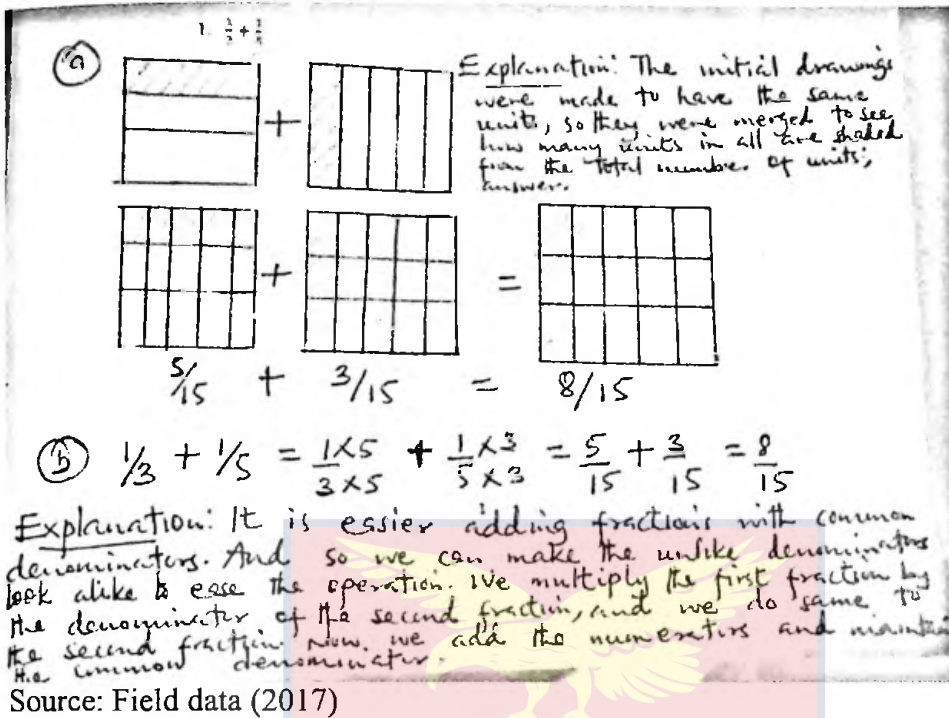 1. 1/3 + 1/5
(a)
Explanation: The initial drawings
were made to have the same
units, so they were merged to see
how many units in all are shaded
from the total number of units;
answer.
+
+ =
5/15 + 3/15 = 8/15
(b) 1/3 + 1/5 = 1×5/3×5 + 1×3/5×3 = 5/15 + 3/15 = 8/15
Explanation: It is easier adding fractions with common
denominators. And so we can make the unlike denominators
look alike to ease the operation. We multiply the first fraction by
the denominator of the second fraction, and we do same to
the second fraction now we add the numerators and maintain
the common denominator.
Source: Field data (2017)